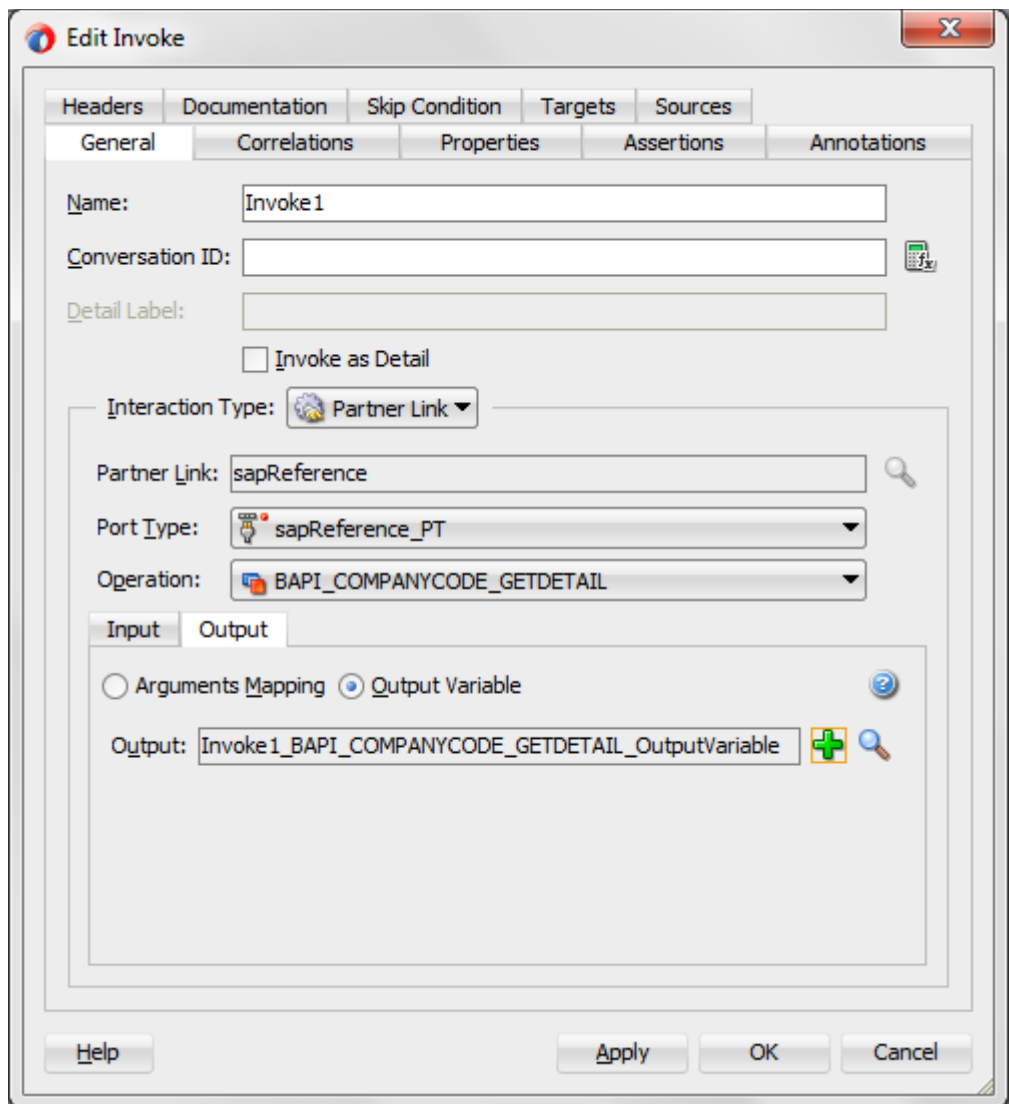 Edit Invoke
Headers Documentation Skip Condition Targets Sources
General Correlations Properties Assertions Annotations
Name: Invoke1
Conversation ID:
Detail Label:
Invoke as Detail
Interaction Type: Partner Link
Partner Link: sapReference
Port Type: sapReference_PT
Operation: BAPI_COMPANYCODE_GETDETAIL
Input Output
Arguments Mapping Output Variable
Output: Invoke1_BAPI_COMPANYCODE_GETDETAIL_OutputVariable
Help Apply OK Cancel